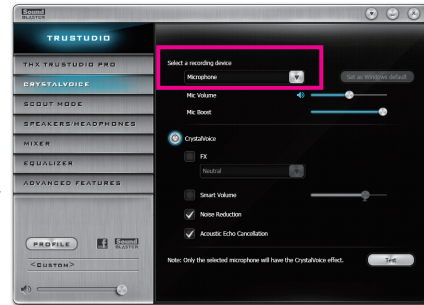 Sound
BLASTER
TRUSTUDIO
THX TRUSTUDIO PRO
CRYSTALVOICE
SCOUT MODE
SPEAKERS/HEADPHONES
MIXER
EQUALIZER
ADVANCED FEATURES
PROFILE
f
Sound
BLASTER
<CUSTOM>
Select a recording device
Microphone
Set as Windows default
Mic Volume
Mic Boost
CrystalVoice
FX
Neutral
Smart Volume
Noise Reduction
Acoustic Echo Cancellation
Note: Only the selected microphone will have the CrystalVoice effect.
Test